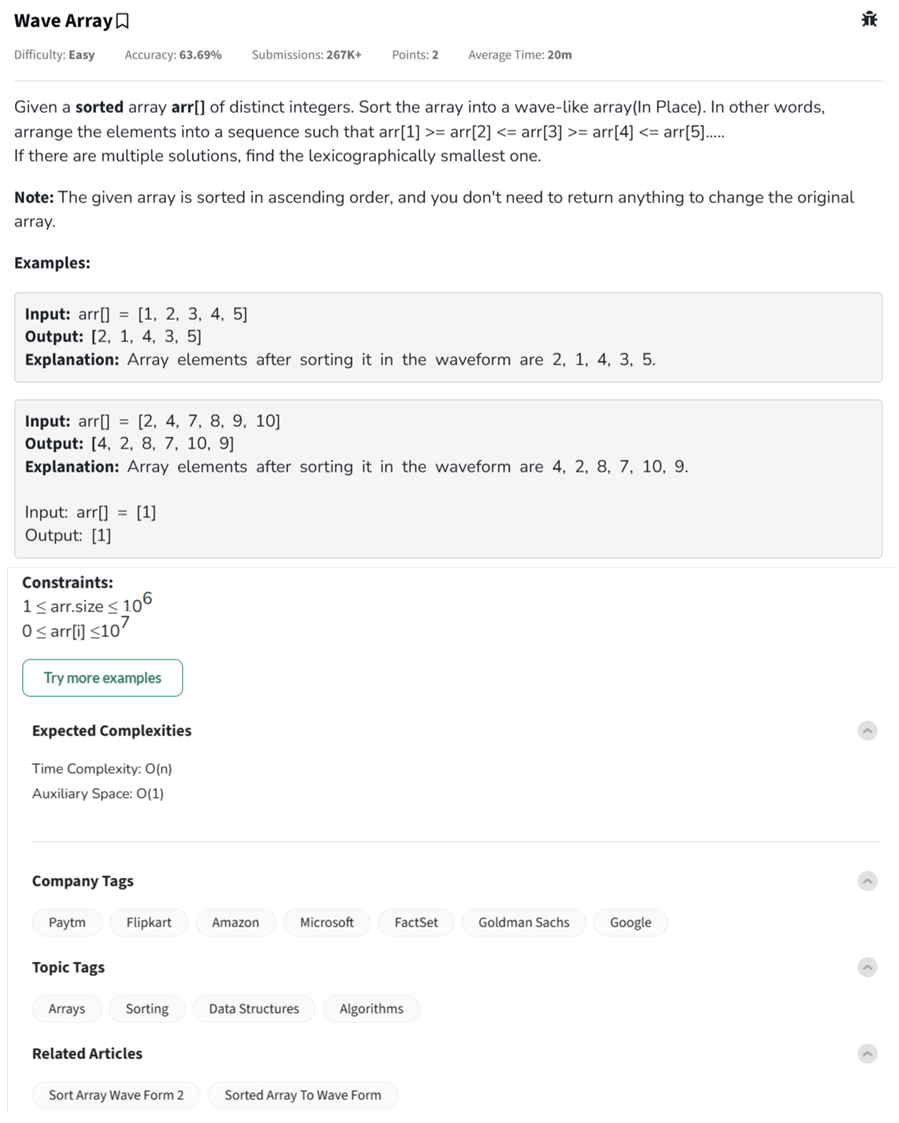 Wave Array
Difficulty: Easy Accuracy: 63.69% Submissions: 267K+ Points: 2 Average Time: 20m
Given a sorted array arr[] of distinct integers. Sort the array into a wave-like array(In Place). In other words,
arrange the elements into a sequence such that arr[1] >= arr[2] <= arr[3] >= arr[4] <= arr[5].....
If there are multiple solutions, find the lexicographically smallest one.
Note: The given array is sorted in ascending order, and you don't need to return anything to change the original
array.
Examples:
Input: arr[] = [1, 2, 3, 4, 5]
Output: [2, 1, 4, 3, 5]
Explanation: Array elements after sorting it in the waveform are 2, 1, 4, 3, 5.
Input: arr[] = [2, 4, 7, 8, 9, 10]
Output: [4, 2, 8, 7, 10, 9]
Explanation: Array elements after sorting it in the waveform are 4, 2, 8, 7, 10, 9.
Input: arr[] = [1]
Output: [1]
Constraints:
1 ≤ arr.size ≤ 10^6
0 ≤ arr[i] ≤10^7
Try more examples
Expected Complexities
Time Complexity: O(n)
Auxiliary Space: O(1)
Company Tags
Paytm Flipkart Amazon Microsoft FactSet Goldman Sachs Google
Topic Tags
Arrays Sorting Data Structures Algorithms
Related Articles
Sort Array Wave Form 2 Sorted Array To Wave Form